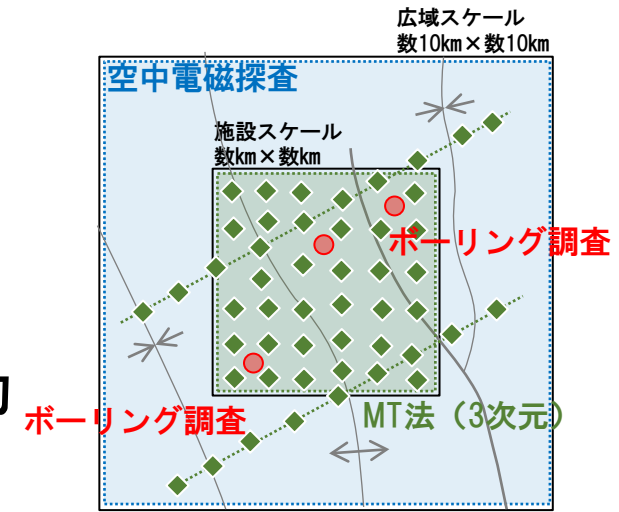 広域スケール
数10km×数10km
空中電磁探査
施設スケール
数km×数km
ボーリング調査
MT法（3次元）
ボーリング調査